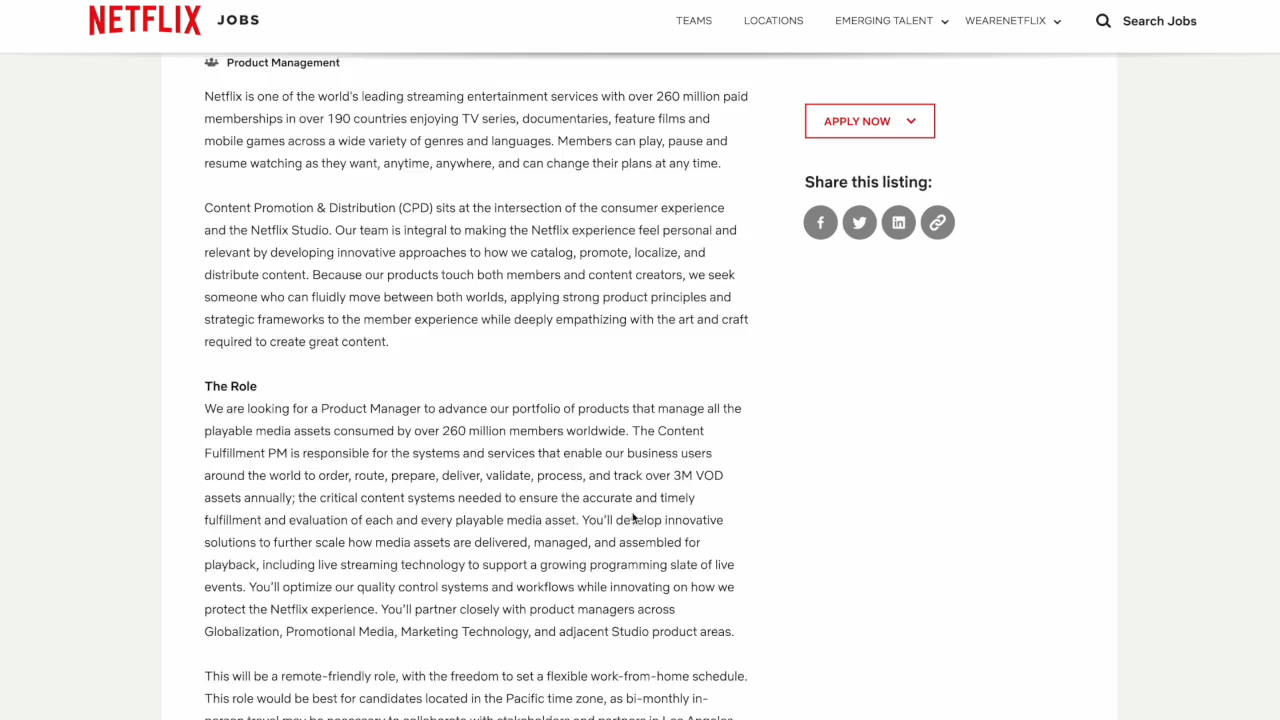 NETFLIX JOBS TEAMS LOCATIONS EMERGING TALENT WEARENETFLIX Search Jobs
Product Management
Netflix is one of the world's leading streaming entertainment services with over 260 million paid
memberships in over 190 countries enjoying TV series, documentaries, feature films and
mobile games across a wide variety of genres and languages. Members can play, pause and
resume watching as they want, anytime, anywhere, and can change their plans at any time.
Content Promotion & Distribution (CPD) sits at the intersection of the consumer experience
and the Netflix Studio. Our team is integral to making the Netflix experience feel personal and
relevant by developing innovative approaches to how we catalog, promote, localize, and
distribute content. Because our products touch both members and content creators, we seek
someone who can fluidly move between both worlds, applying strong product principles and
strategic frameworks to the member experience while deeply empathizing with the art and craft
required to create great content.
The Role
We are looking for a Product Manager to advance our portfolio of products that manage all the
playable media assets consumed by over 260 million members worldwide. The Content
Fulfillment PM is responsible for the systems and services that enable our business users
around the world to order, route, prepare, deliver, validate, process, and track over 3M VOD
assets annually; the critical content systems needed to ensure the accurate and timely
fulfillment and evaluation of each and every playable media asset. You'll develop innovative
solutions to further scale how media assets are delivered, managed, and assembled for
playback, including live streaming technology to support a growing programming slate of live
events. You'll optimize our quality control systems and workflows while innovating on how we
protect the Netflix experience. You'll partner closely with product managers across
Globalization, Promotional Media, Marketing Technology, and adjacent Studio product areas.
This will be a remote-friendly role, with the freedom to set a flexible work-from-home schedule.
This role would be best for candidates located in the Pacific time zone, as bi-monthly in-
person travel may be necessary to collaborate with stakeholders and partners in Los Angeles
APPLY NOW
Share this listing: